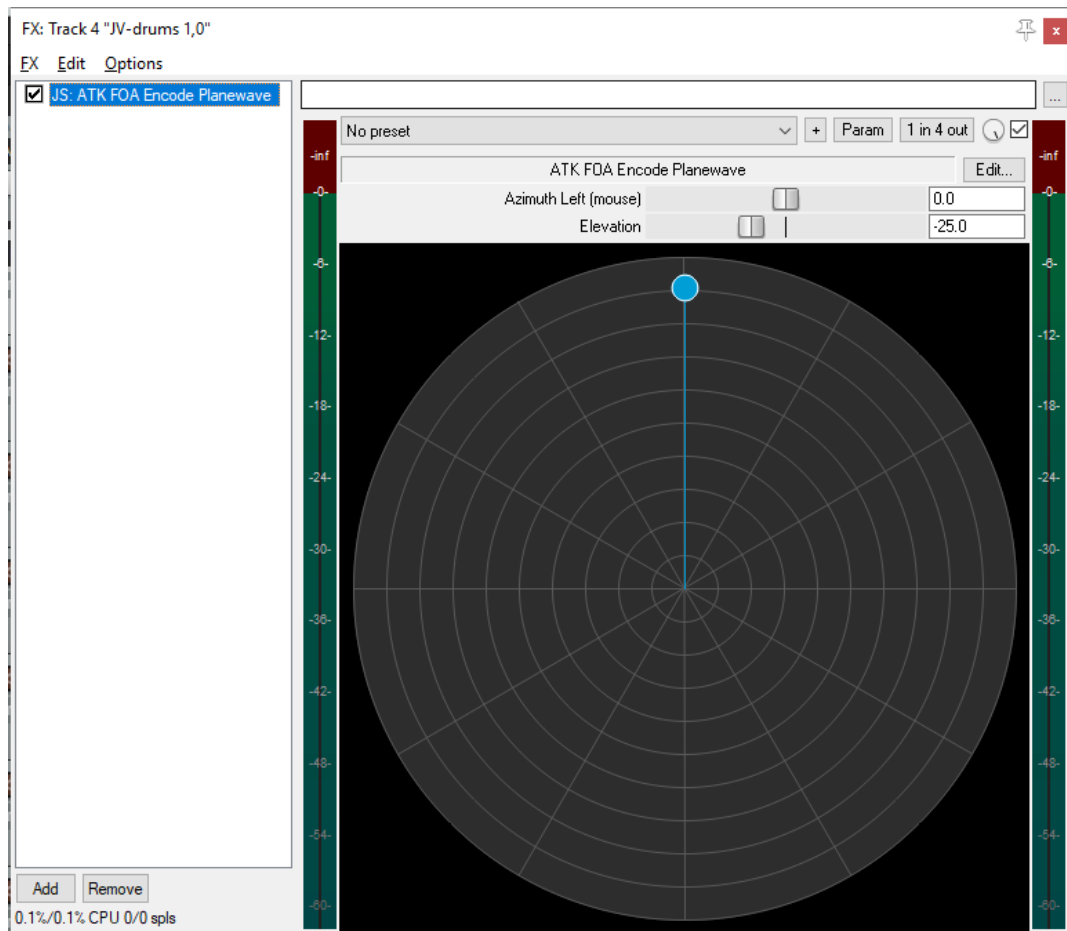 FX: Track 4 "JV-drums 1,0"
x
FX Edit Options
JS: ATK FOA Encode Planewave
...
No preset
+ Param 1 in 4 out
ATK FOA Encode Planewave Edit...
Azimuth Left (mouse) 0.0
Elevation -25.0
-inf -inf
-0- -0-
-6- -6-
-12- -12-
-18- -18-
-24- -24-
-30- -30-
-36- -36-
-42- -42-
-48- -48-
-54- -54-
-60- -60-
Add Remove
0.1%/0.1% CPU 0/0 spls